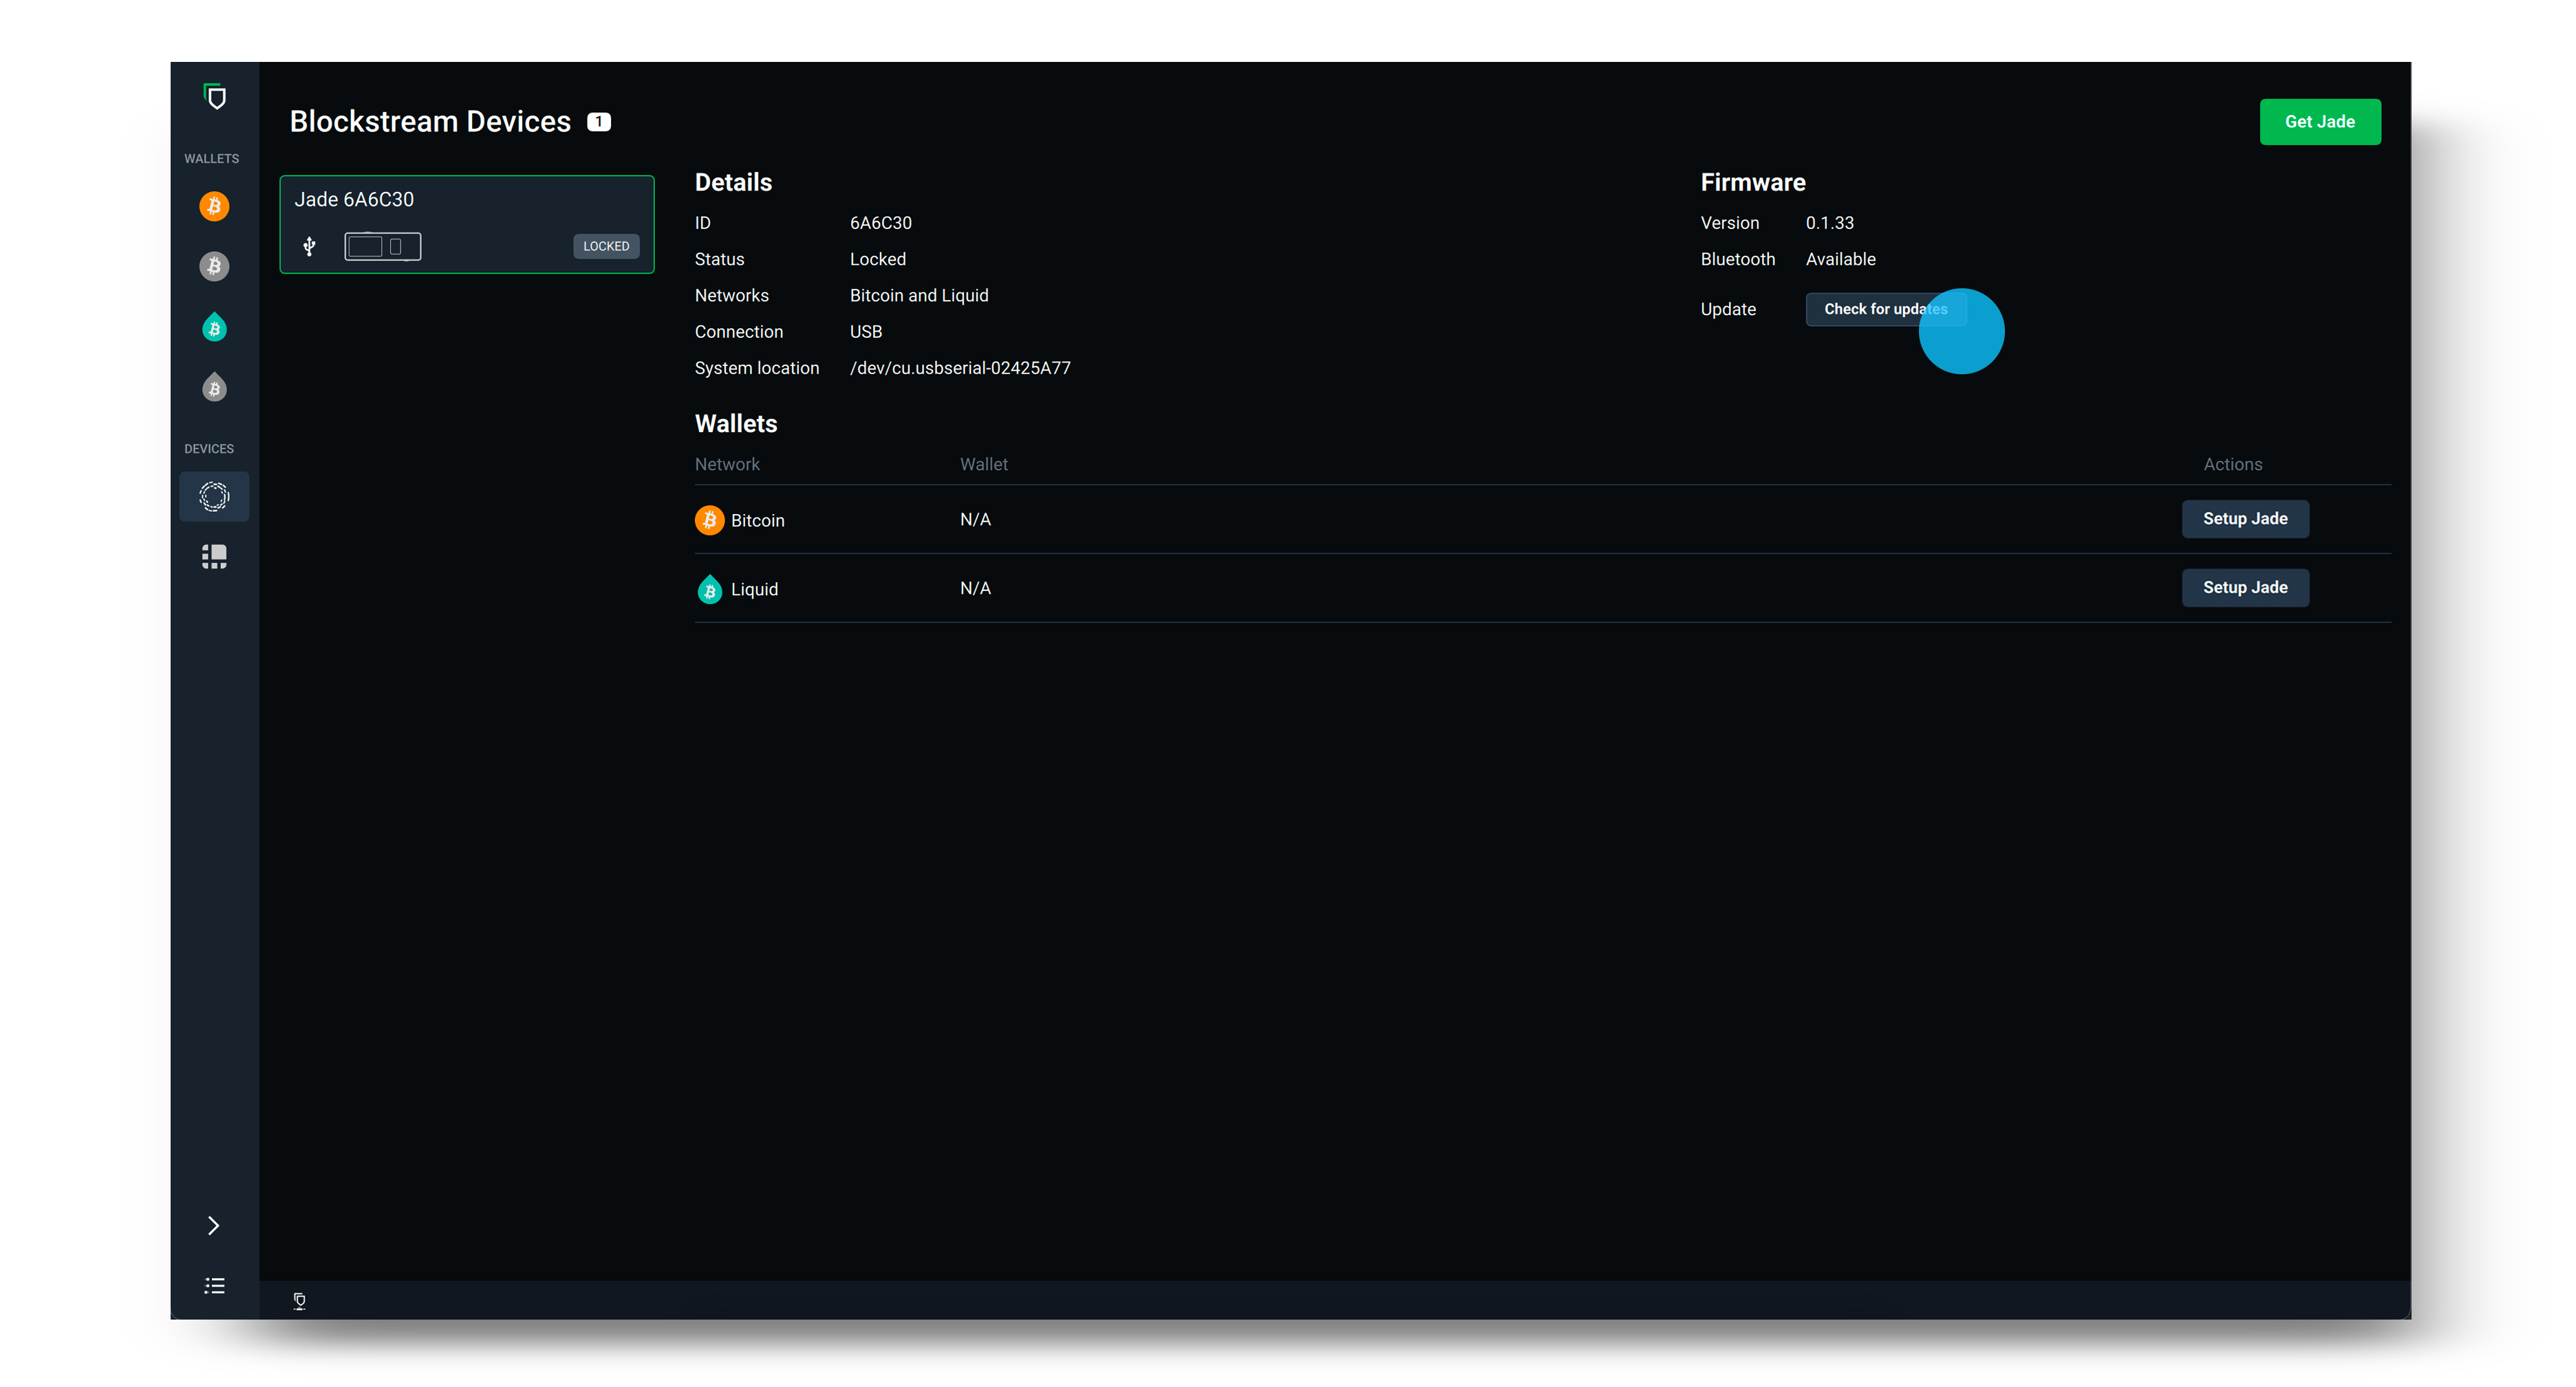 Blockstream Devices 1
Get Jade
WALLETS
DEVICES
Jade 6A6C30
LOCKED
Details
ID 6A6C30
Status Locked
Networks Bitcoin and Liquid
Connection USB
System location /dev/cu.usbserial-02425A77
Firmware
Version 0.1.33
Bluetooth Available
Update Check for updates
Wallets
Network Wallet Actions
Bitcoin N/A Setup Jade
Liquid N/A Setup Jade